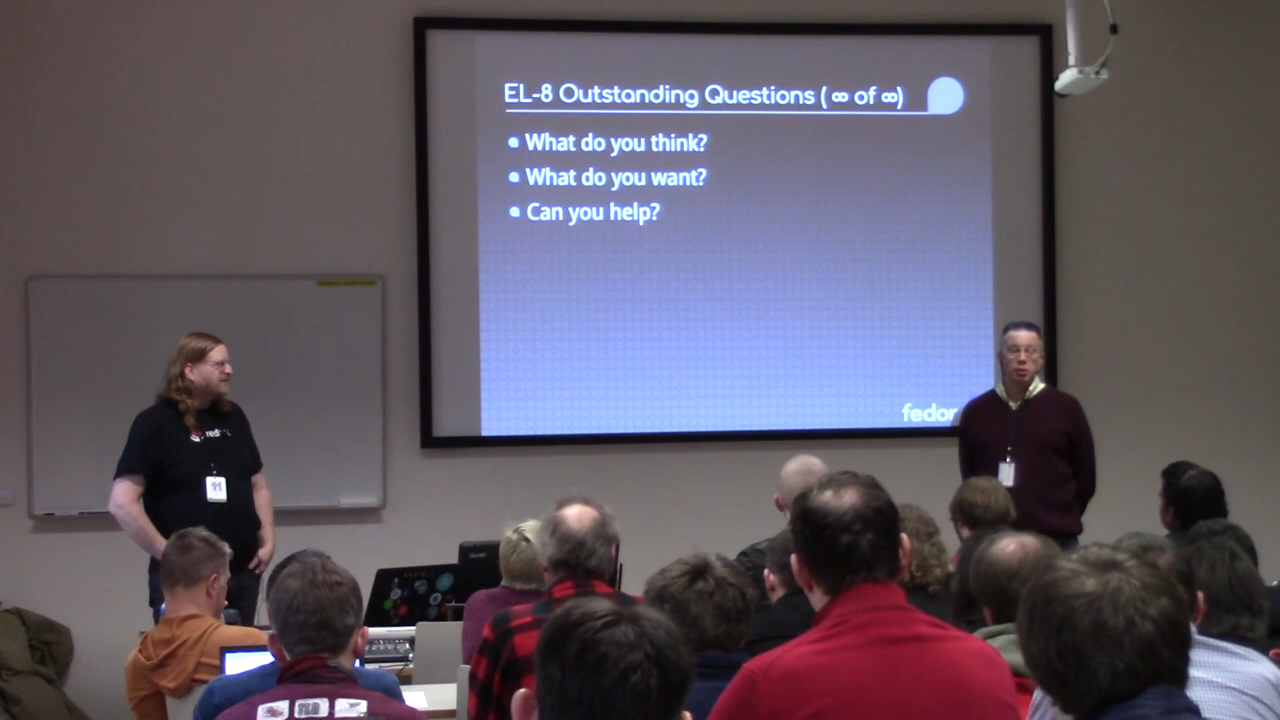 EL-8 Outstanding Questions ( ∞ of ∞)
What do you think?
What do you want?
Can you help?
fedor